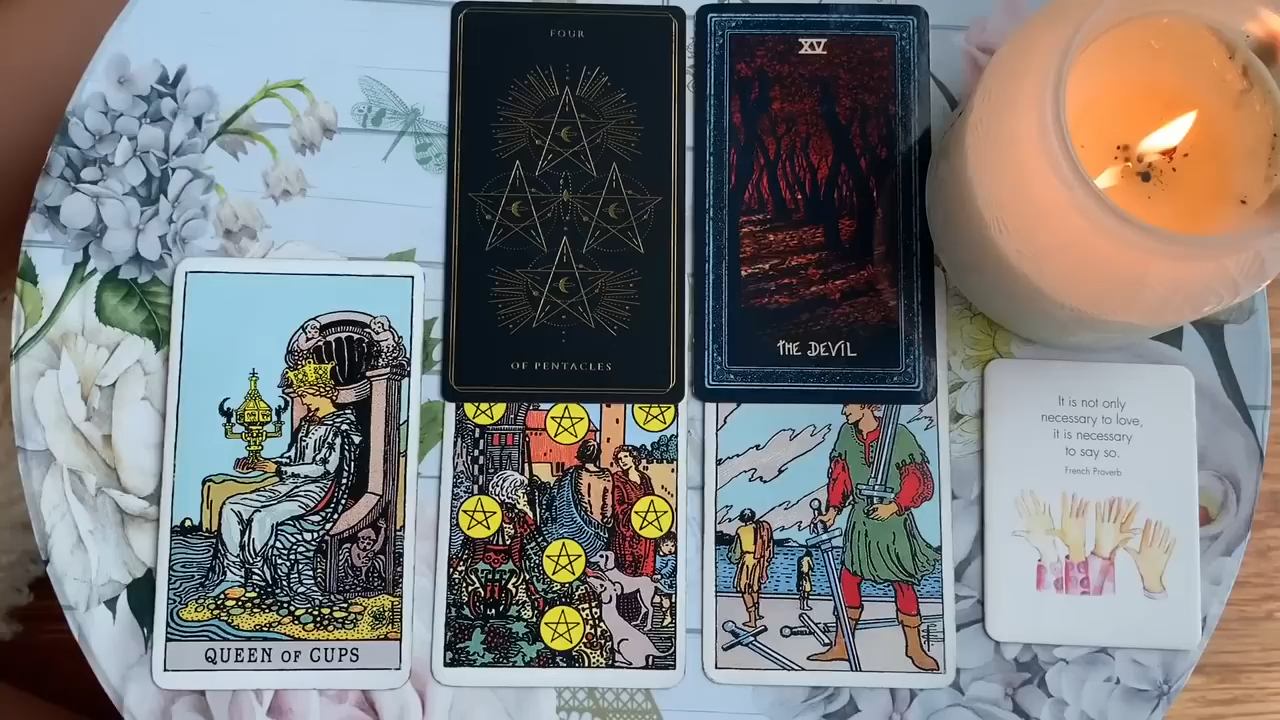 FOUR
OF PENTACLES
XV
THE DEVIL
QUEEN OF CUPS
It is not only
necessary to love,
it is necessary
to say so.
French Proverb